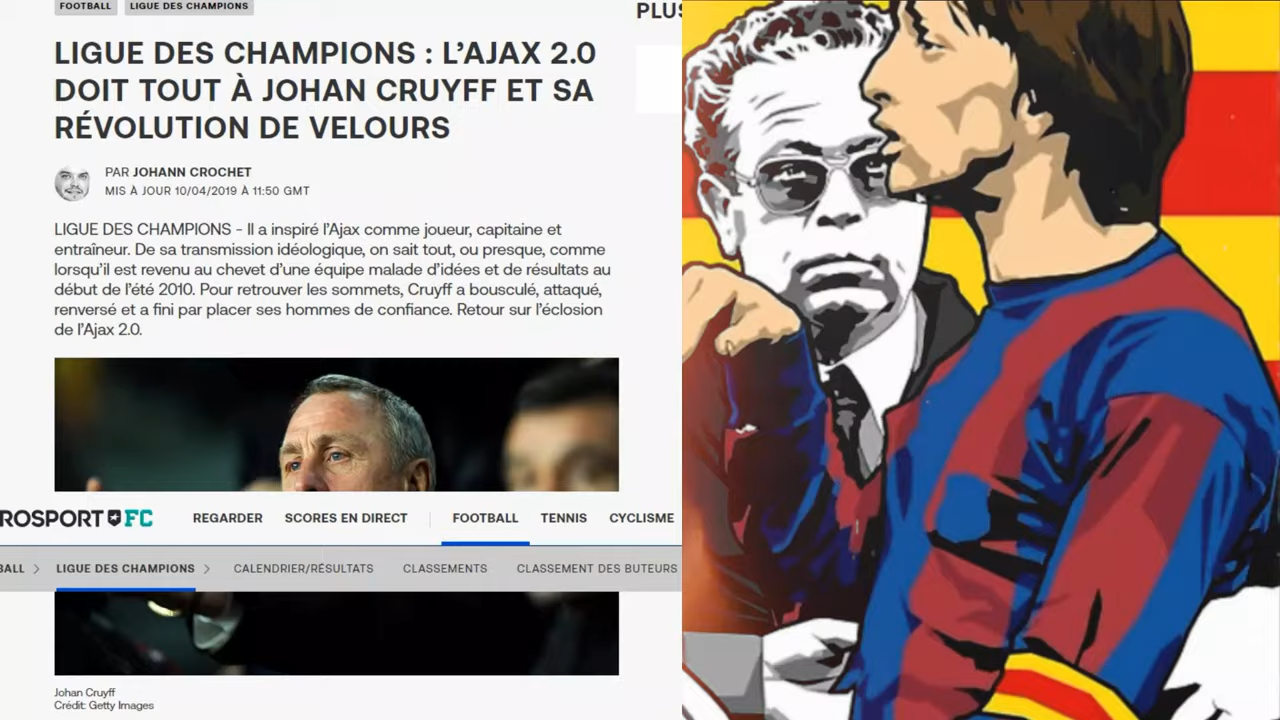 FOOTBALL LIGUE DES CHAMPIONS
PLUS
LIGUE DES CHAMPIONS : L'AJAX 2.0
DOIT TOUT À JOHAN CRUYFF ET SA
RÉVOLUTION DE VELOURS
PAR JOHANN CROCHET
MIS À JOUR 10/04/2019 À 11:50 GMT
LIGUE DES CHAMPIONS - Il a inspiré l'Ajax comme joueur, capitaine et
entraîneur. De sa transmission idéologique, on sait tout, ou presque, comme
lorsqu'il est revenu au chevet d'une équipe malade d'idées et de résultats au
début de l'été 2010. Pour retrouver les sommets, Cruyff a bousculé, attaqué,
renversé et a fini par placer ses hommes de confiance. Retour sur l'éclosion
de l'Ajax 2.0.
ROSPORT FC REGARDER SCORES EN DIRECT FOOTBALL TENNIS CYCLISME
BALL LIGUE DES CHAMPIONS CALENDRIER/RÉSULTATS CLASSEMENTS CLASSEMENT DES BUTEURS
Johan Cruyff
Crédit: Getty Images